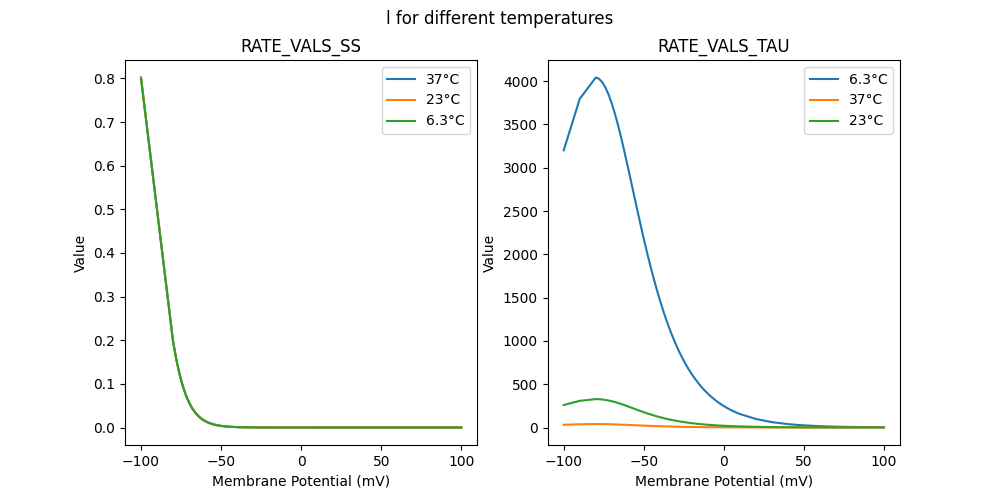 l for different temperatures
RATE_VALS_SS
37°C
23°C
6.3°C
Value
0.8
0.7
0.6
0.5
0.4
0.3
0.2
0.1
0.0
−100
−50
0
50
100
Membrane Potential (mV)
RATE_VALS_TAU
6.3°C
37°C
23°C
Value
4000
3500
3000
2500
2000
1500
1000
500
0
−100
−50
0
50
100
Membrane Potential (mV)